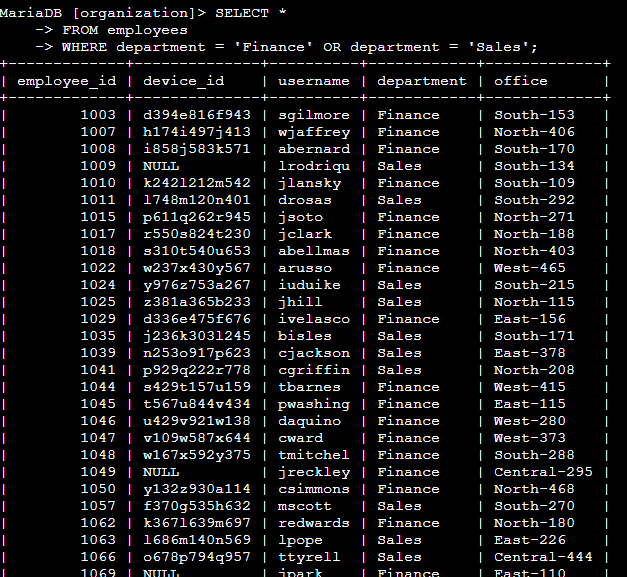 MariaDB [organization]> SELECT *
    -> FROM employees
    -> WHERE department = 'Finance' OR department = 'Sales';
+-------------+--------------+----------+------------+-------------+
| employee_id | device_id    | username | department | office      |
+-------------+--------------+----------+------------+-------------+
|        1003 | d394e816f943 | sgilmore | Finance    | South-153   |
|        1007 | h174i497j413 | wjaffrey | Finance    | North-406   |
|        1008 | i858j583k571 | abernard | Finance    | South-170   |
|        1009 | NULL         | lrodriqu | Sales      | South-134   |
|        1010 | k242l212m542 | jlansky  | Finance    | South-109   |
|        1011 | l748m120n401 | drosas   | Sales      | South-292   |
|        1015 | p611q262r945 | jsoto    | Finance    | North-271   |
|        1017 | r550s824t230 | jclark   | Finance    | North-188   |
|        1018 | s310t540u653 | abellmas | Finance    | North-403   |
|        1022 | w237x430y567 | arusso   | Finance    | West-465    |
|        1024 | y976z753a267 | iuduike  | Sales      | South-215   |
|        1025 | z381a365b233 | jhill    | Sales      | North-115   |
|        1029 | d336e475f676 | ivelasco | Finance    | East-156    |
|        1035 | j236k303l245 | bisles   | Sales      | South-171   |
|        1039 | n253o917p623 | cjackson | Sales      | East-378    |
|        1041 | p929q222r778 | cgriffin | Sales      | North-208   |
|        1044 | s429t157u159 | tbarnes  | Finance    | West-415    |
|        1045 | t567u844v434 | pwashing | Finance    | East-115    |
|        1046 | u429v921w138 | daquino  | Finance    | West-280    |
|        1047 | v109w587x644 | cward    | Finance    | West-373    |
|        1048 | w167x592y375 | tmitchel | Finance    | South-288   |
|        1049 | NULL         | jreckley | Finance    | Central-295 |
|        1050 | y132z930a114 | csimmons | Finance    | North-468   |
|        1057 | f370g535h632 | mscott   | Sales      | South-270   |
|        1062 | k367l639m697 | redwards | Finance    | North-180   |
|        1063 | l686m140n569 | lpope    | Sales      | East-226    |
|        1066 | o678p794q957 | ttyrell  | Sales      | Central-444 |
|        1069 | NULL         | jpark    | Finance    | East-110    |